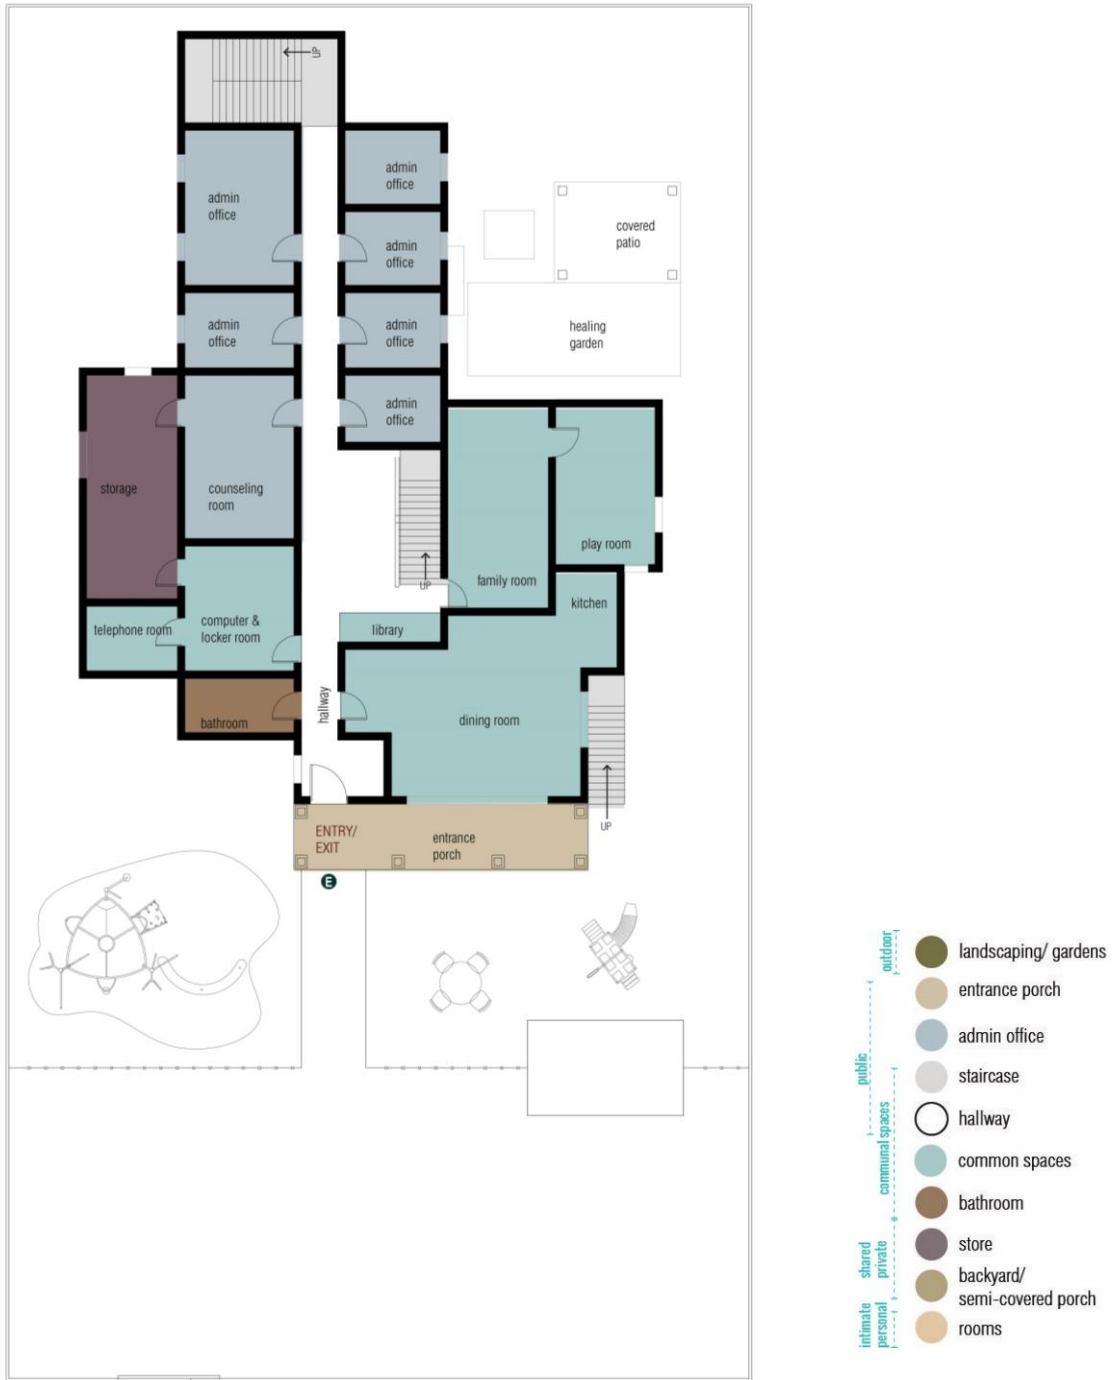 UP
admin
office
admin
office
admin
office
covered
patio
admin
office
admin
office
healing
garden
admin
office
storage
counseling
room
play room
UP
family room
kitchen
telephone room
computer &
locker room
library
hallway
bathroom
dining room
UP
ENTRY/
EXIT
entrance
porch
E
outdoor
public
communal spaces
shared
private
intimate
personal
landscaping/ gardens
entrance porch
admin office
staircase
hallway
common spaces
bathroom
store
backyard/
semi-covered porch
rooms